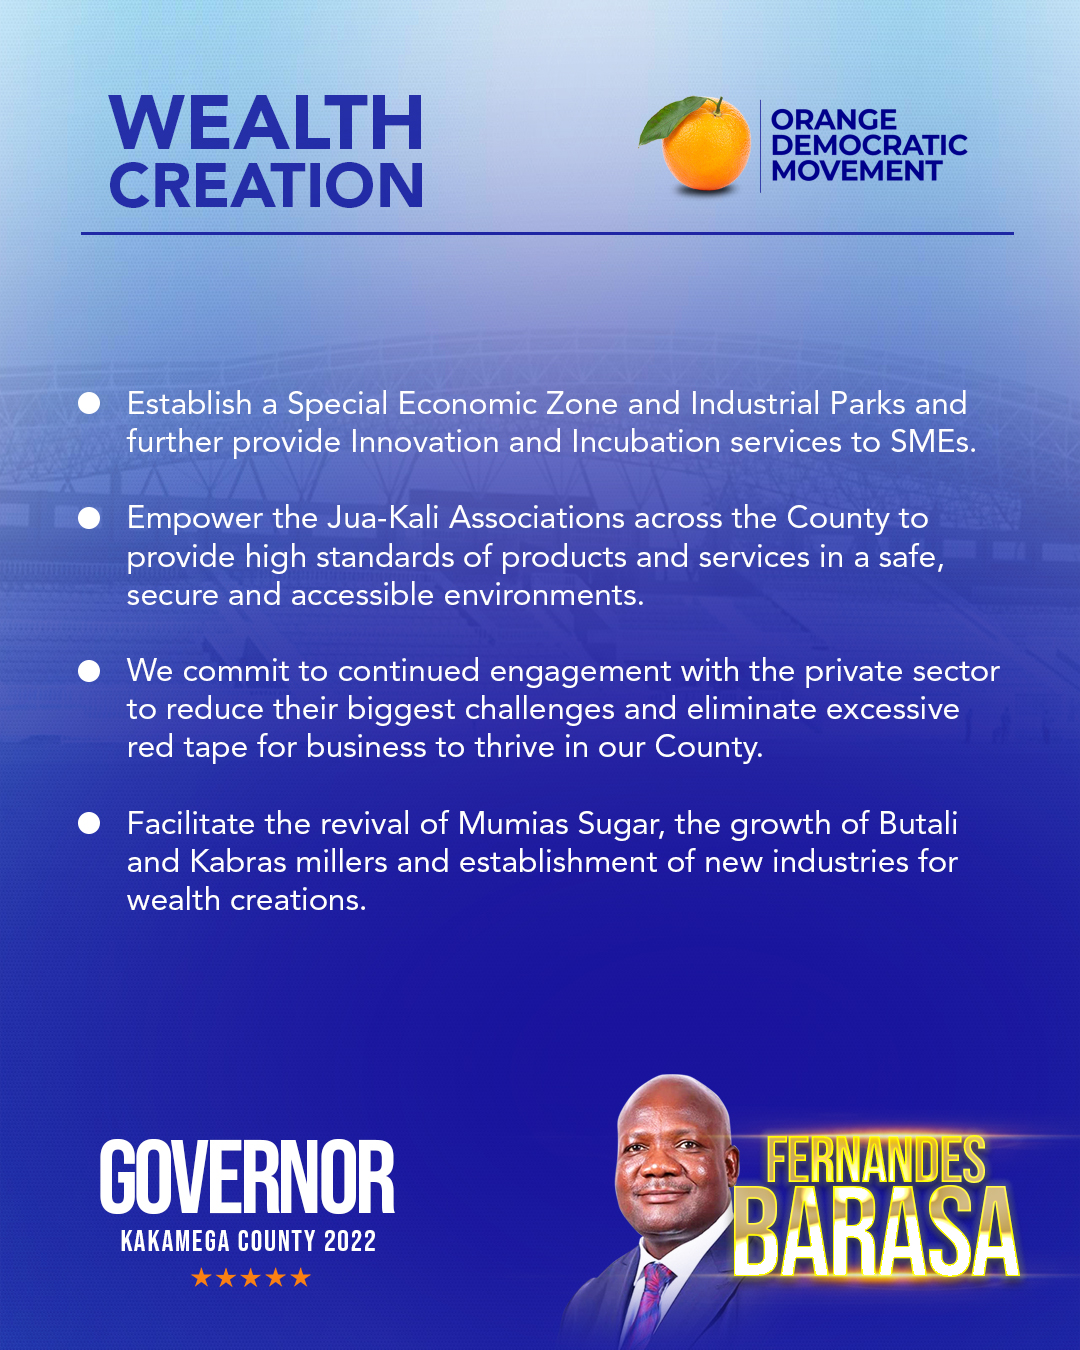 WEALTH
CREATION
ORANGE
DEMOCRATIC
MOVEMENT
Establish a Special Economic Zone and Industrial Parks and
further provide Innovation and Incubation services to SMEs.
Empower the Jua-Kali Associations across the County to
provide high standards of products and services in a safe,
secure and accessible environments.
We commit to continued engagement with the private sector
to reduce their biggest challenges and eliminate excessive
red tape for business to thrive in our County.
Facilitate the revival of Mumias Sugar, the growth of Butali
and Kabras millers and establishment of new industries for
wealth creations.
GOVERNOR
KAKAMEGA COUNTY 2022
FERNANDES
BARASA